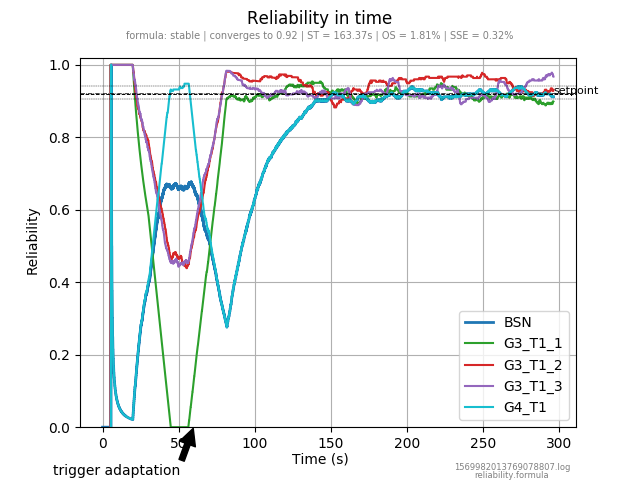 Reliability in time
formula: stable | converges to 0.92 | ST = 163.37s | OS = 1.81% | SSE = 0.32%
1.0
0.8
0.6
0.4
0.2
0.0
Reliability
setpoint
BSN
G3_T1_1
G3_T1_2
G3_T1_3
G4_T1
0
50
100
150
200
250
300
Time (s)
trigger adaptation
1569982013769078807.log
reliability.formula